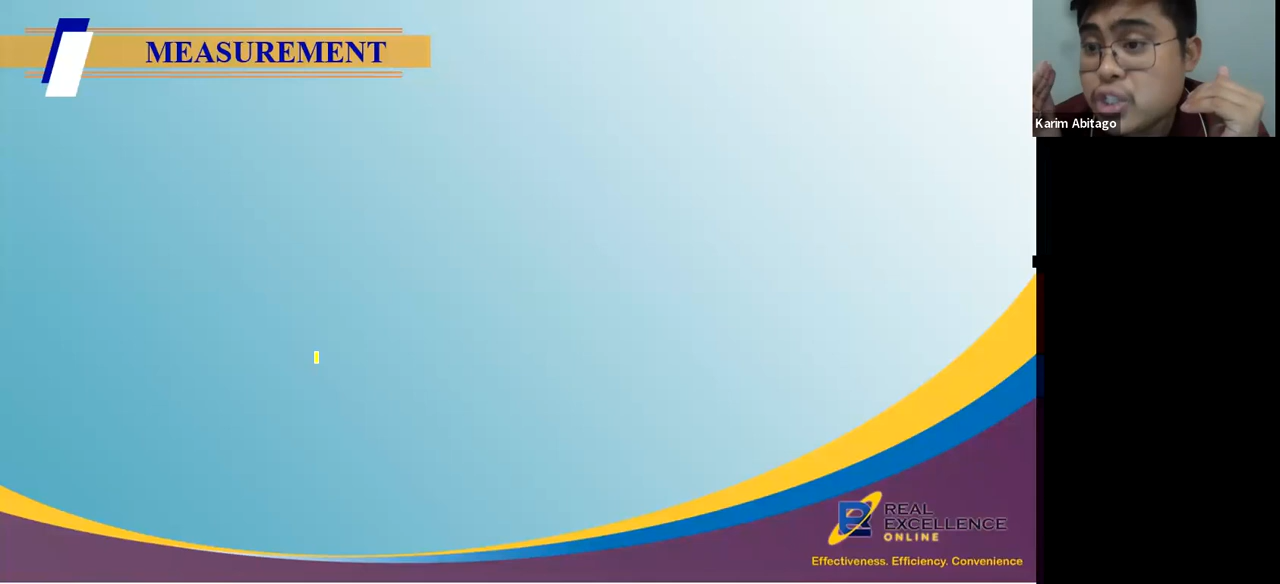 MEASUREMENT
Karim Abitago
REAL
EXCELLENCE
ONLINE
Effectiveness. Efficiency. Convenience